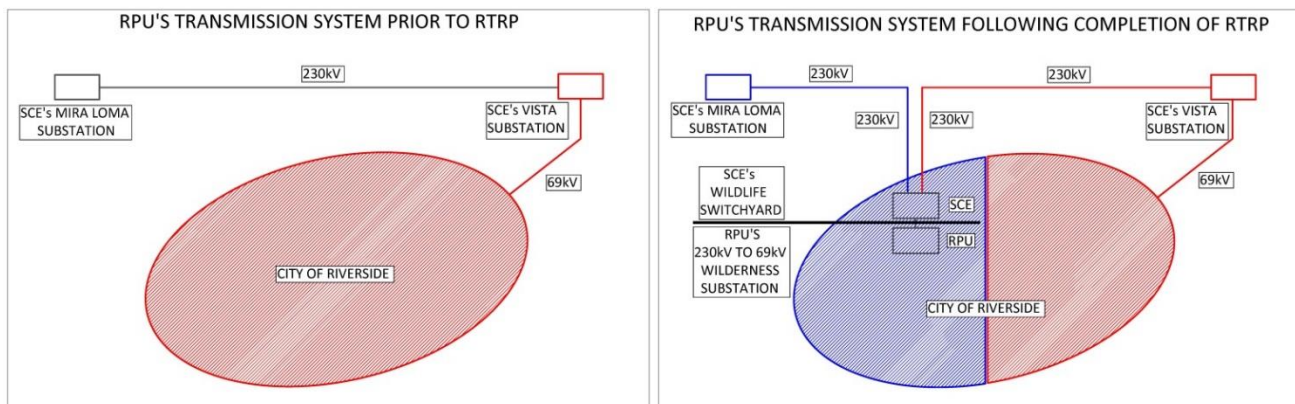 RPU'S TRANSMISSION SYSTEM PRIOR TO RTRP
230kV
SCE's MIRA LOMA
SUBSTATION
SCE's VISTA
SUBSTATION
69kV
CITY OF RIVERSIDE
RPU'S TRANSMISSION SYSTEM FOLLOWING COMPLETION OF RTRP
230kV
230kV
SCE's MIRA LOMA
SUBSTATION
230kV
230kV
SCE's VISTA
SUBSTATION
69kV
SCE's
WILDLIFE
SWITCHYARD
SCE
RPU'S
230kV TO 69kV
WILDERNESS
SUBSTATION
RPU
CITY OF RIVERSIDE